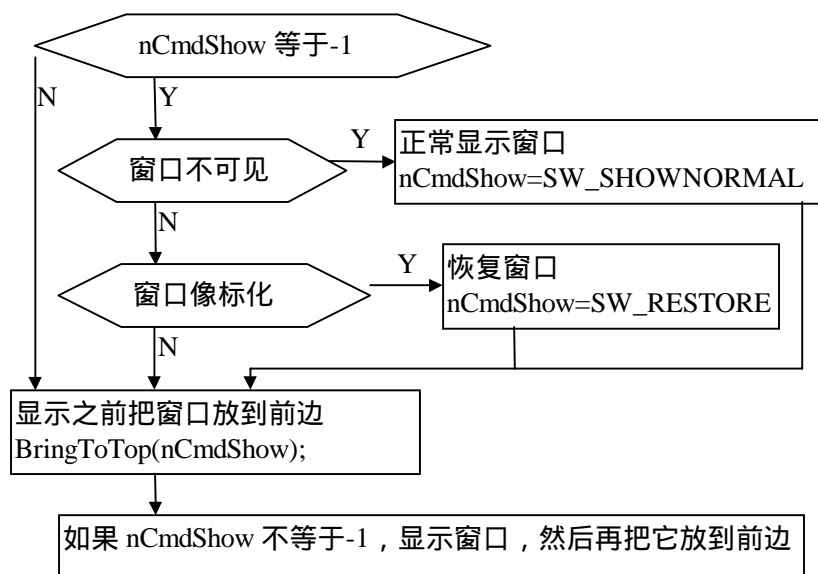 nCmdShow 等于-1
N
Y
窗口不可见
Y
正常显示窗口
nCmdShow=SW_SHOWNORMAL
N
窗口像标化
Y
恢复窗口
nCmdShow=SW_RESTORE
N
显示之前把窗口放到前边
BringToTop(nCmdShow);
如果 nCmdShow 不等于-1，显示窗口，然后再把它放到前边